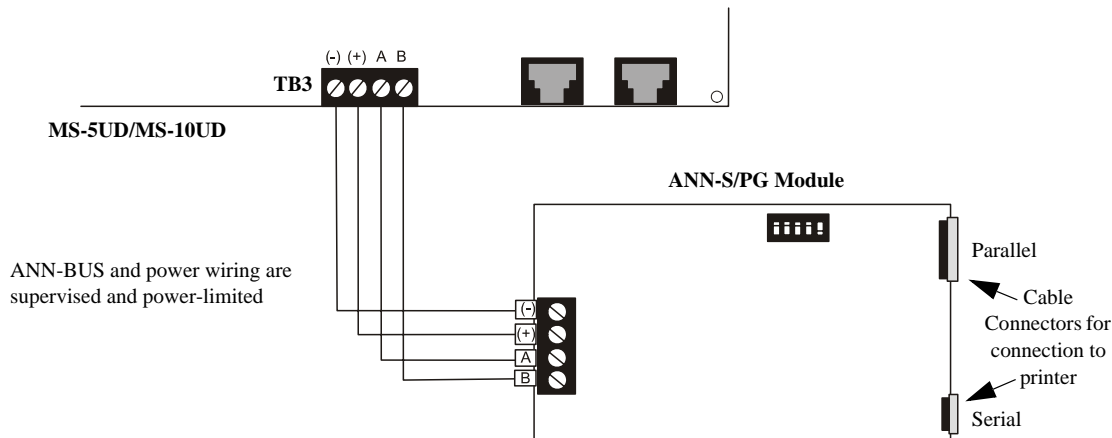 (-) (+) A B
TB3
MS-5UD/MS-10UD
ANN-S/PG Module
Parallel
ANN-BUS and power wiring are
supervised and power-limited
Cable
Connectors for
connection to
printer
(-)
(+)
A
B
Serial